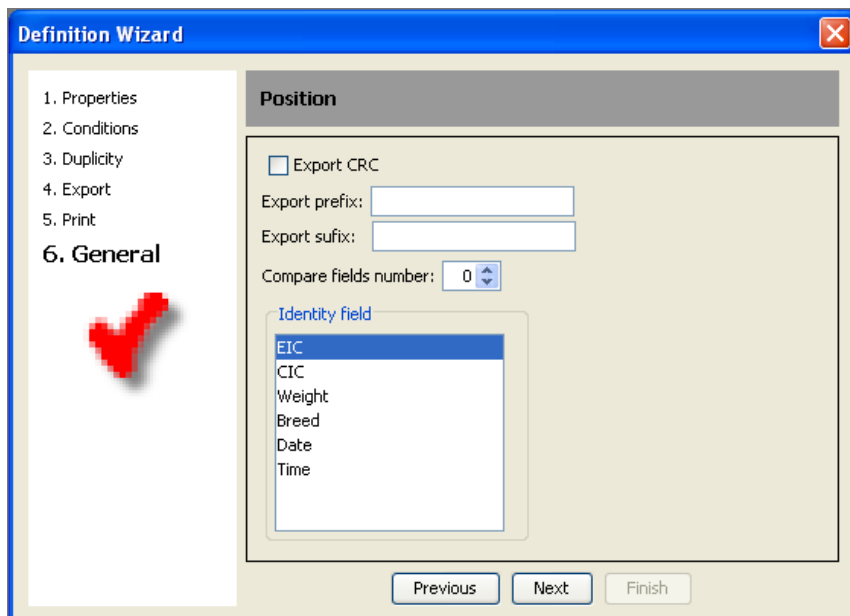 Definition Wizard
1. Properties
2. Conditions
3. Duplicity
4. Export
5. Print
6. General
Position
Export CRC
Export prefix:
Export sufix:
Compare fields number: 0
Identity field
EIC
CIC
Weight
Breed
Date
Time
Previous Next Finish